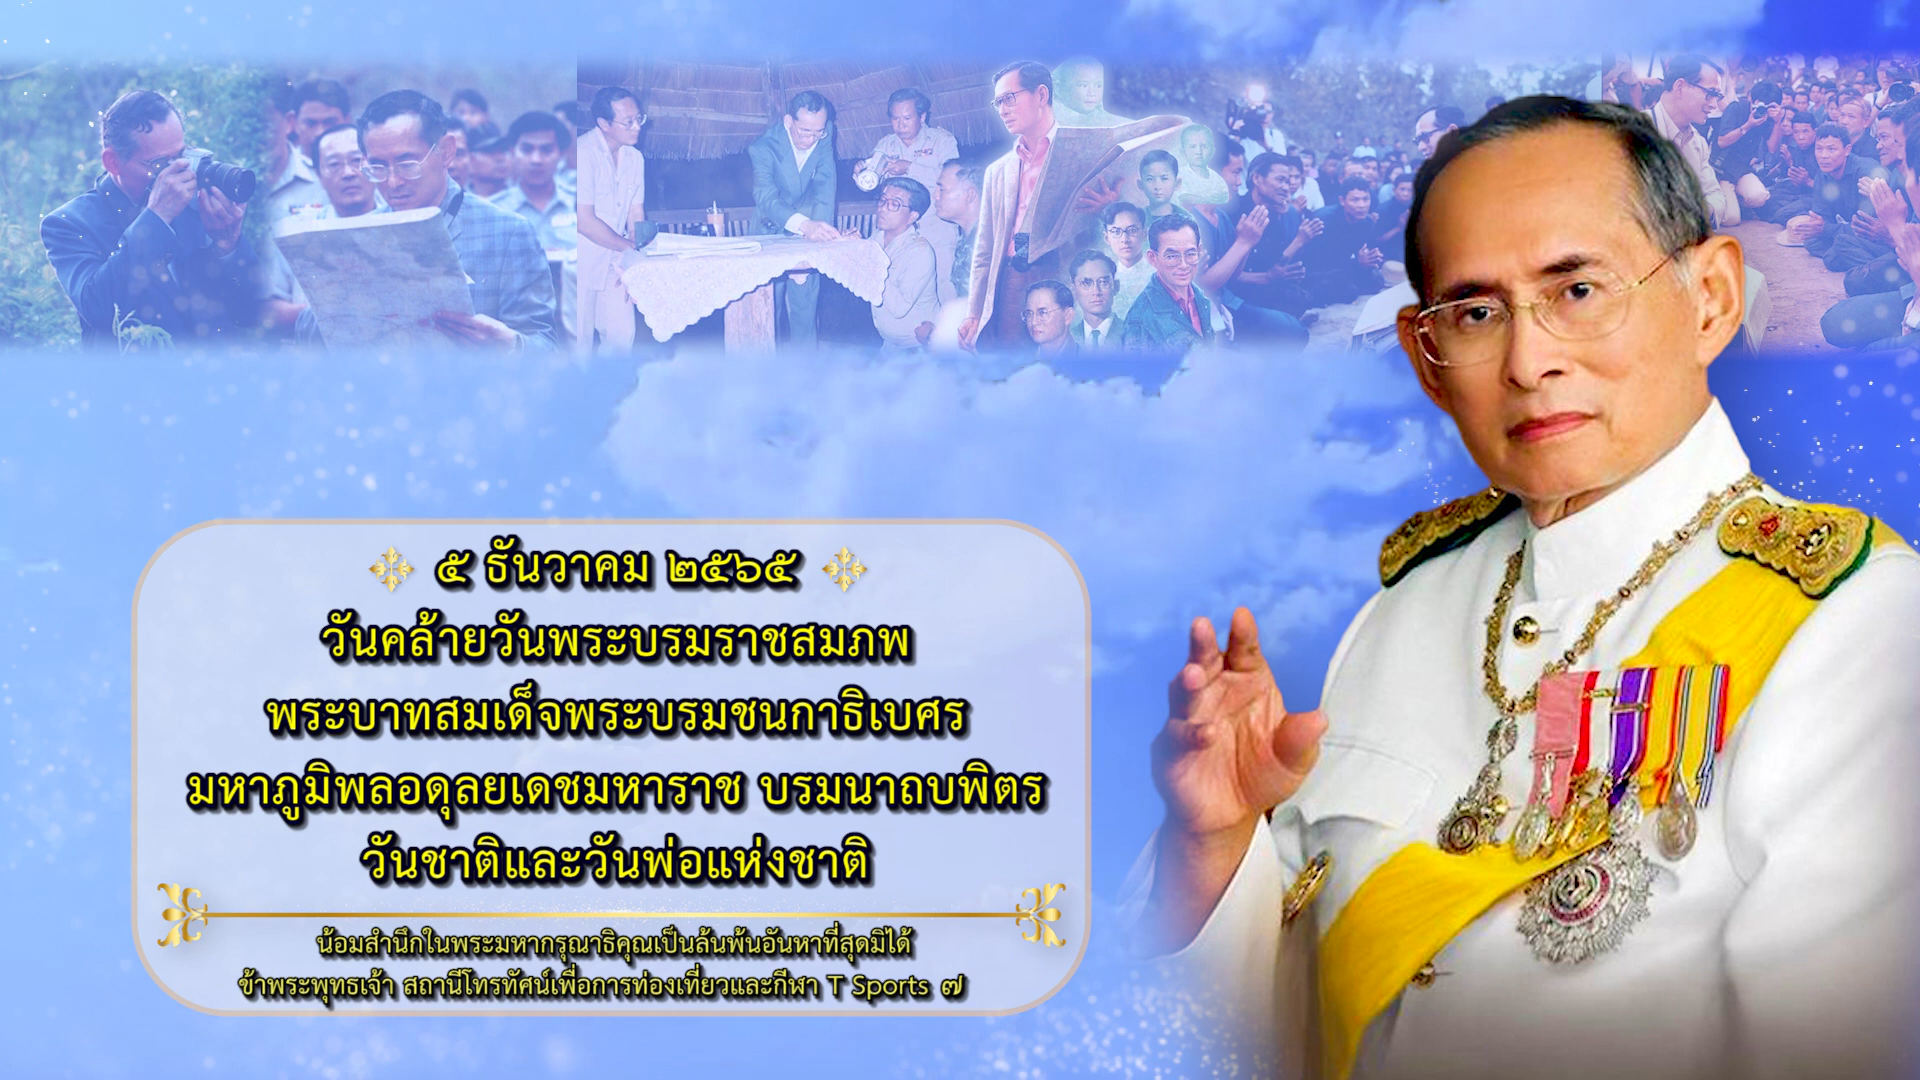 ๕ ธันวาคม ๒๕๖๕
วันคล้ายวันพระบรมราชสมภพ
พระบาทสมเด็จพระบรมชนกาธิเบศร
มหาภูมิพลอดุลยเดชมหาราช บรมนาถบพิตร
วันชาติและวันพ่อแห่งชาติ
น้อมสำนึกในพระมหากรุณาธิคุณเป็นล้นพ้นอันหาที่สุดมิได้
ข้าพระพุทธเจ้า สถานีโทรทัศน์เพื่อการท่องเที่ยวและกีฬา T Sports ๗